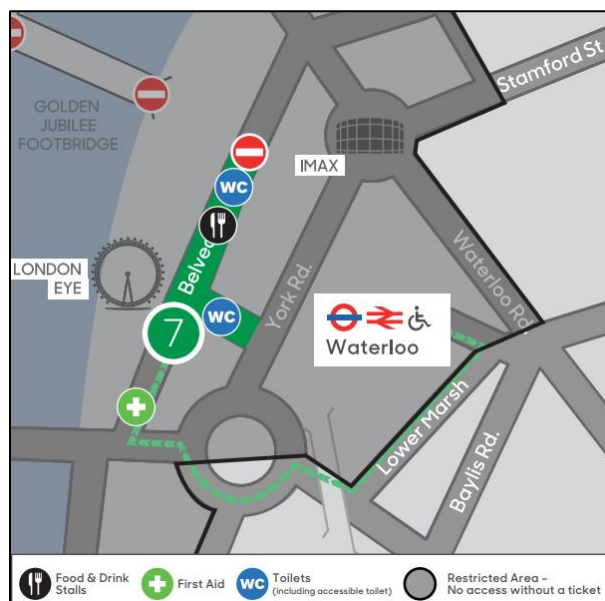 Stamford St.
GOLDEN
JUBILEE
FOOTBRIDGE
IMAX
WC
Belved
LONDON
EYE
York Rd.
Waterloo Rd.
7
WC
Waterloo
Lower Marsh
Baylis Rd.
Food & Drink
Stalls
First Aid
WC
Toilets
(including accessible toilet)
Restricted Area –
No access without a ticket